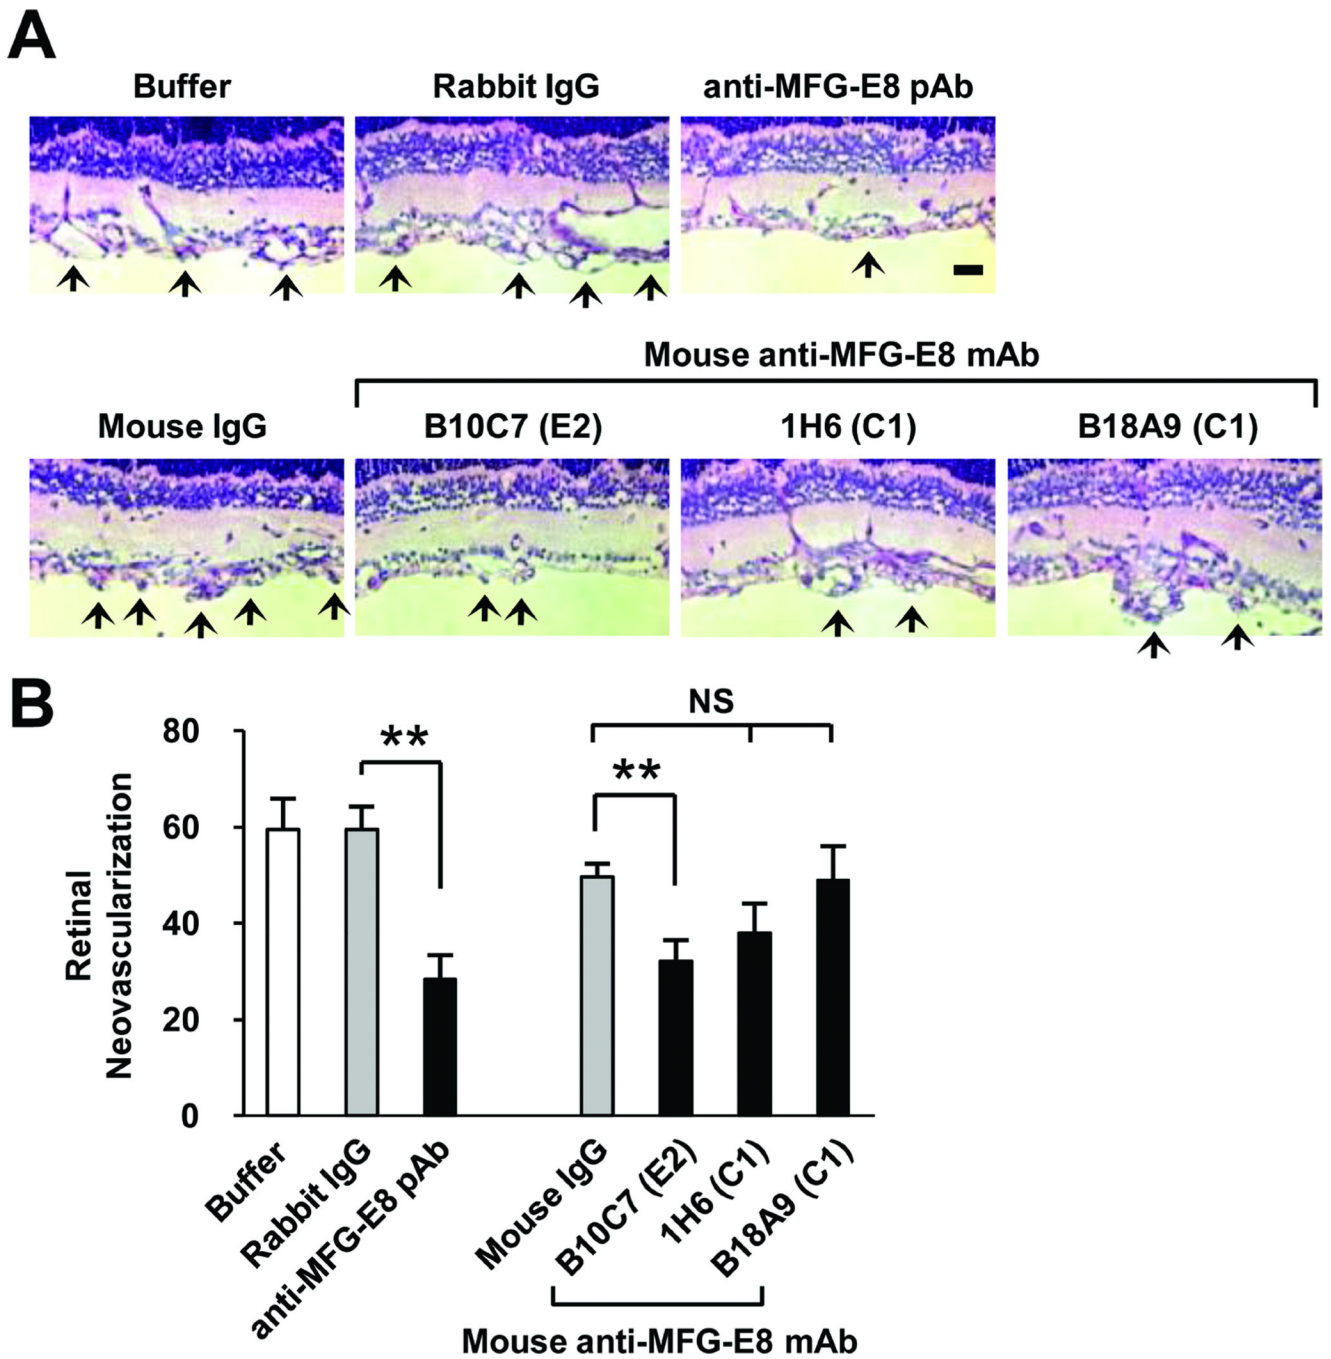 A
Buffer
Rabbit IgG
anti-MFG-E8 pAb
Mouse anti-MFG-E8 mAb
Mouse IgG
B10C7 (E2)
1H6 (C1)
B18A9 (C1)
B
Retinal
Neovascularization
80
60
40
20
0
**
**
NS
Buffer
Rabbit IgG
anti-MFG-E8 pAb
Mouse IgG
B10C7 (E2)
1H6 (C1)
B18A9 (C1)
Mouse anti-MFG-E8 mAb